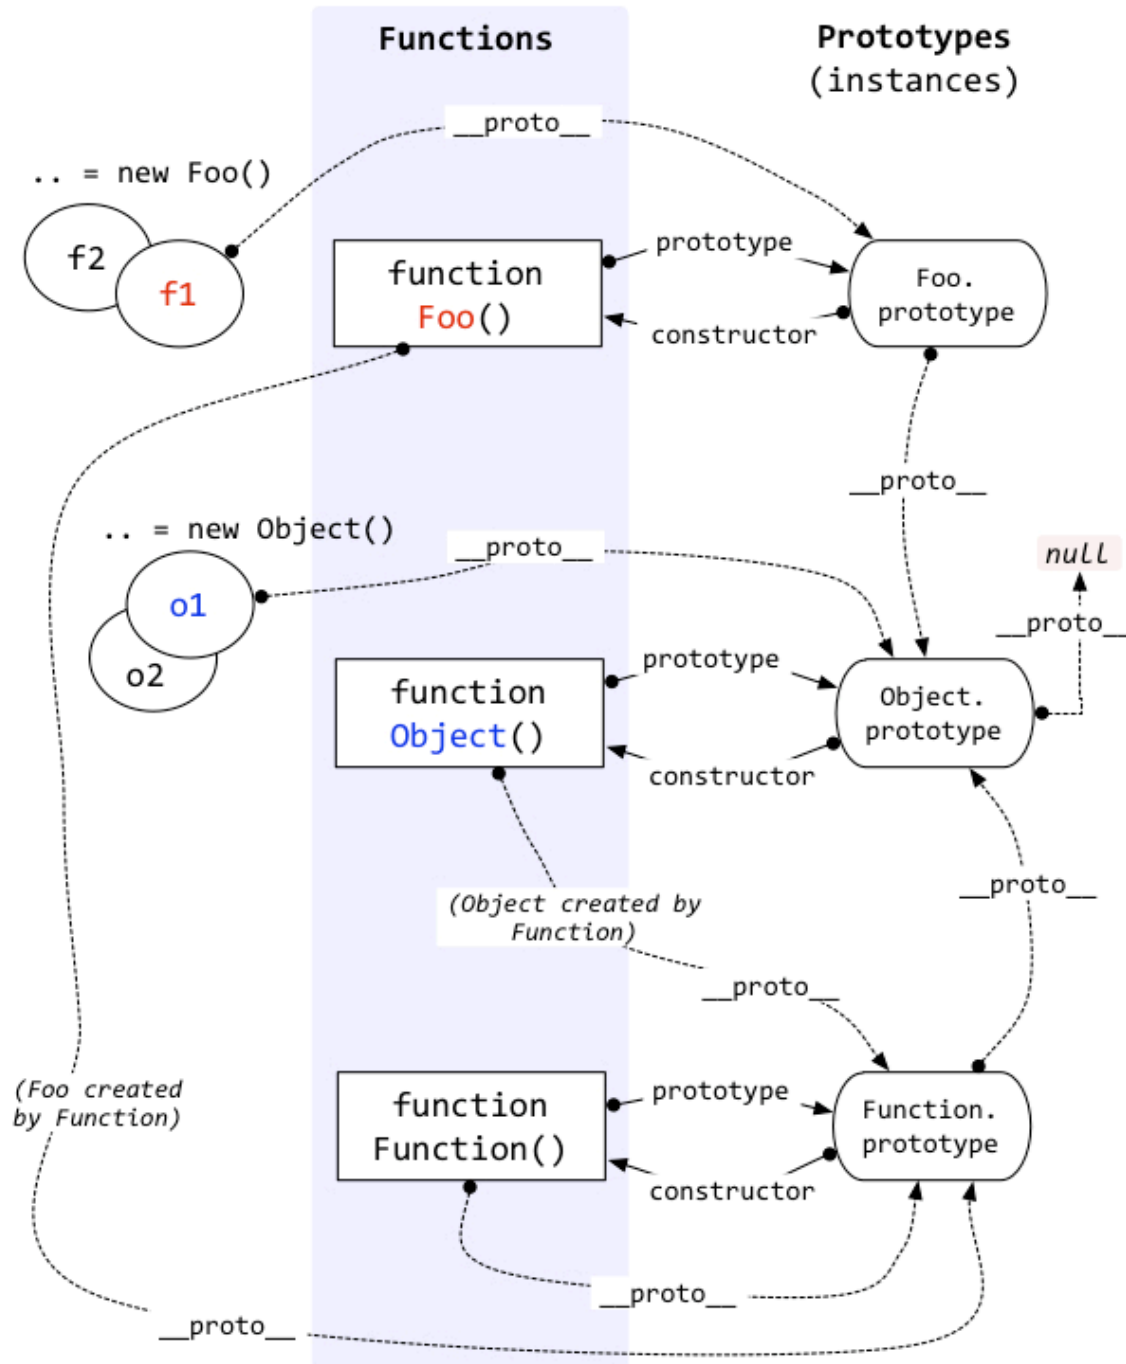 Functions
Prototypes
(instances)
__proto__
.. = new Foo()
f2
f1
function
Foo()
prototype
constructor
Foo.
prototype
__proto__
.. = new Object()
__proto__
null
__proto__
o1
o2
function
Object()
prototype
constructor
Object.
prototype
(Object created by
Function)
__proto__
__proto__
(Foo created
by Function)
function
Function()
prototype
constructor
Function.
prototype
__proto__
__proto__